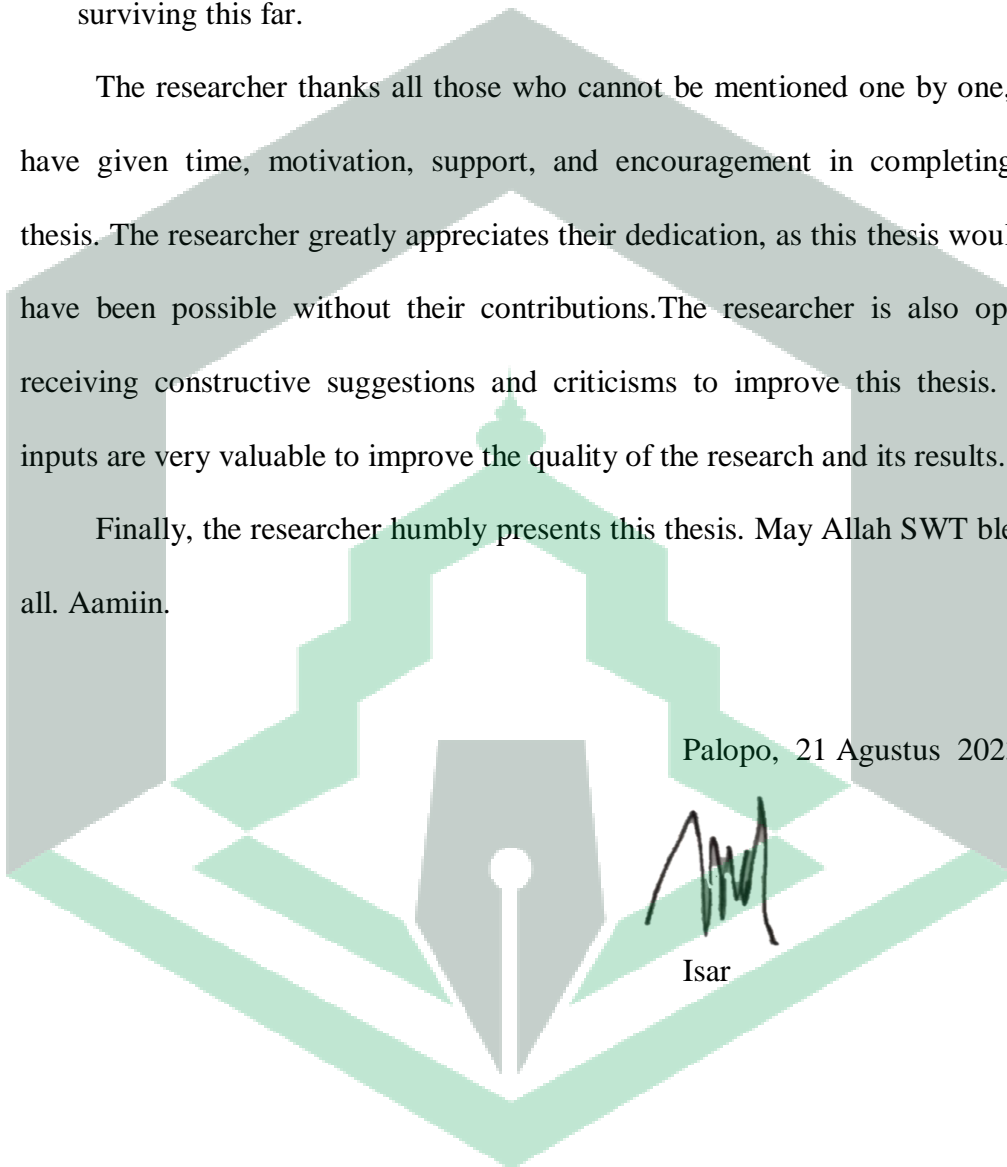 surviving this far.
The researcher thanks all those who cannot be mentioned one by one,
have given time, motivation, support, and encouragement in completing
thesis. The researcher greatly appreciates their dedication, as this thesis
have been possible without their contributions.The researcher is also
receiving constructive suggestions and criticisms to improve this thesis.
inputs are very valuable to improve the quality of the research and its results.
Finally, the researcher humbly presents this thesis. May Allah SWT
all. Aamiin.
Palopo, 21 Agustus
Isar